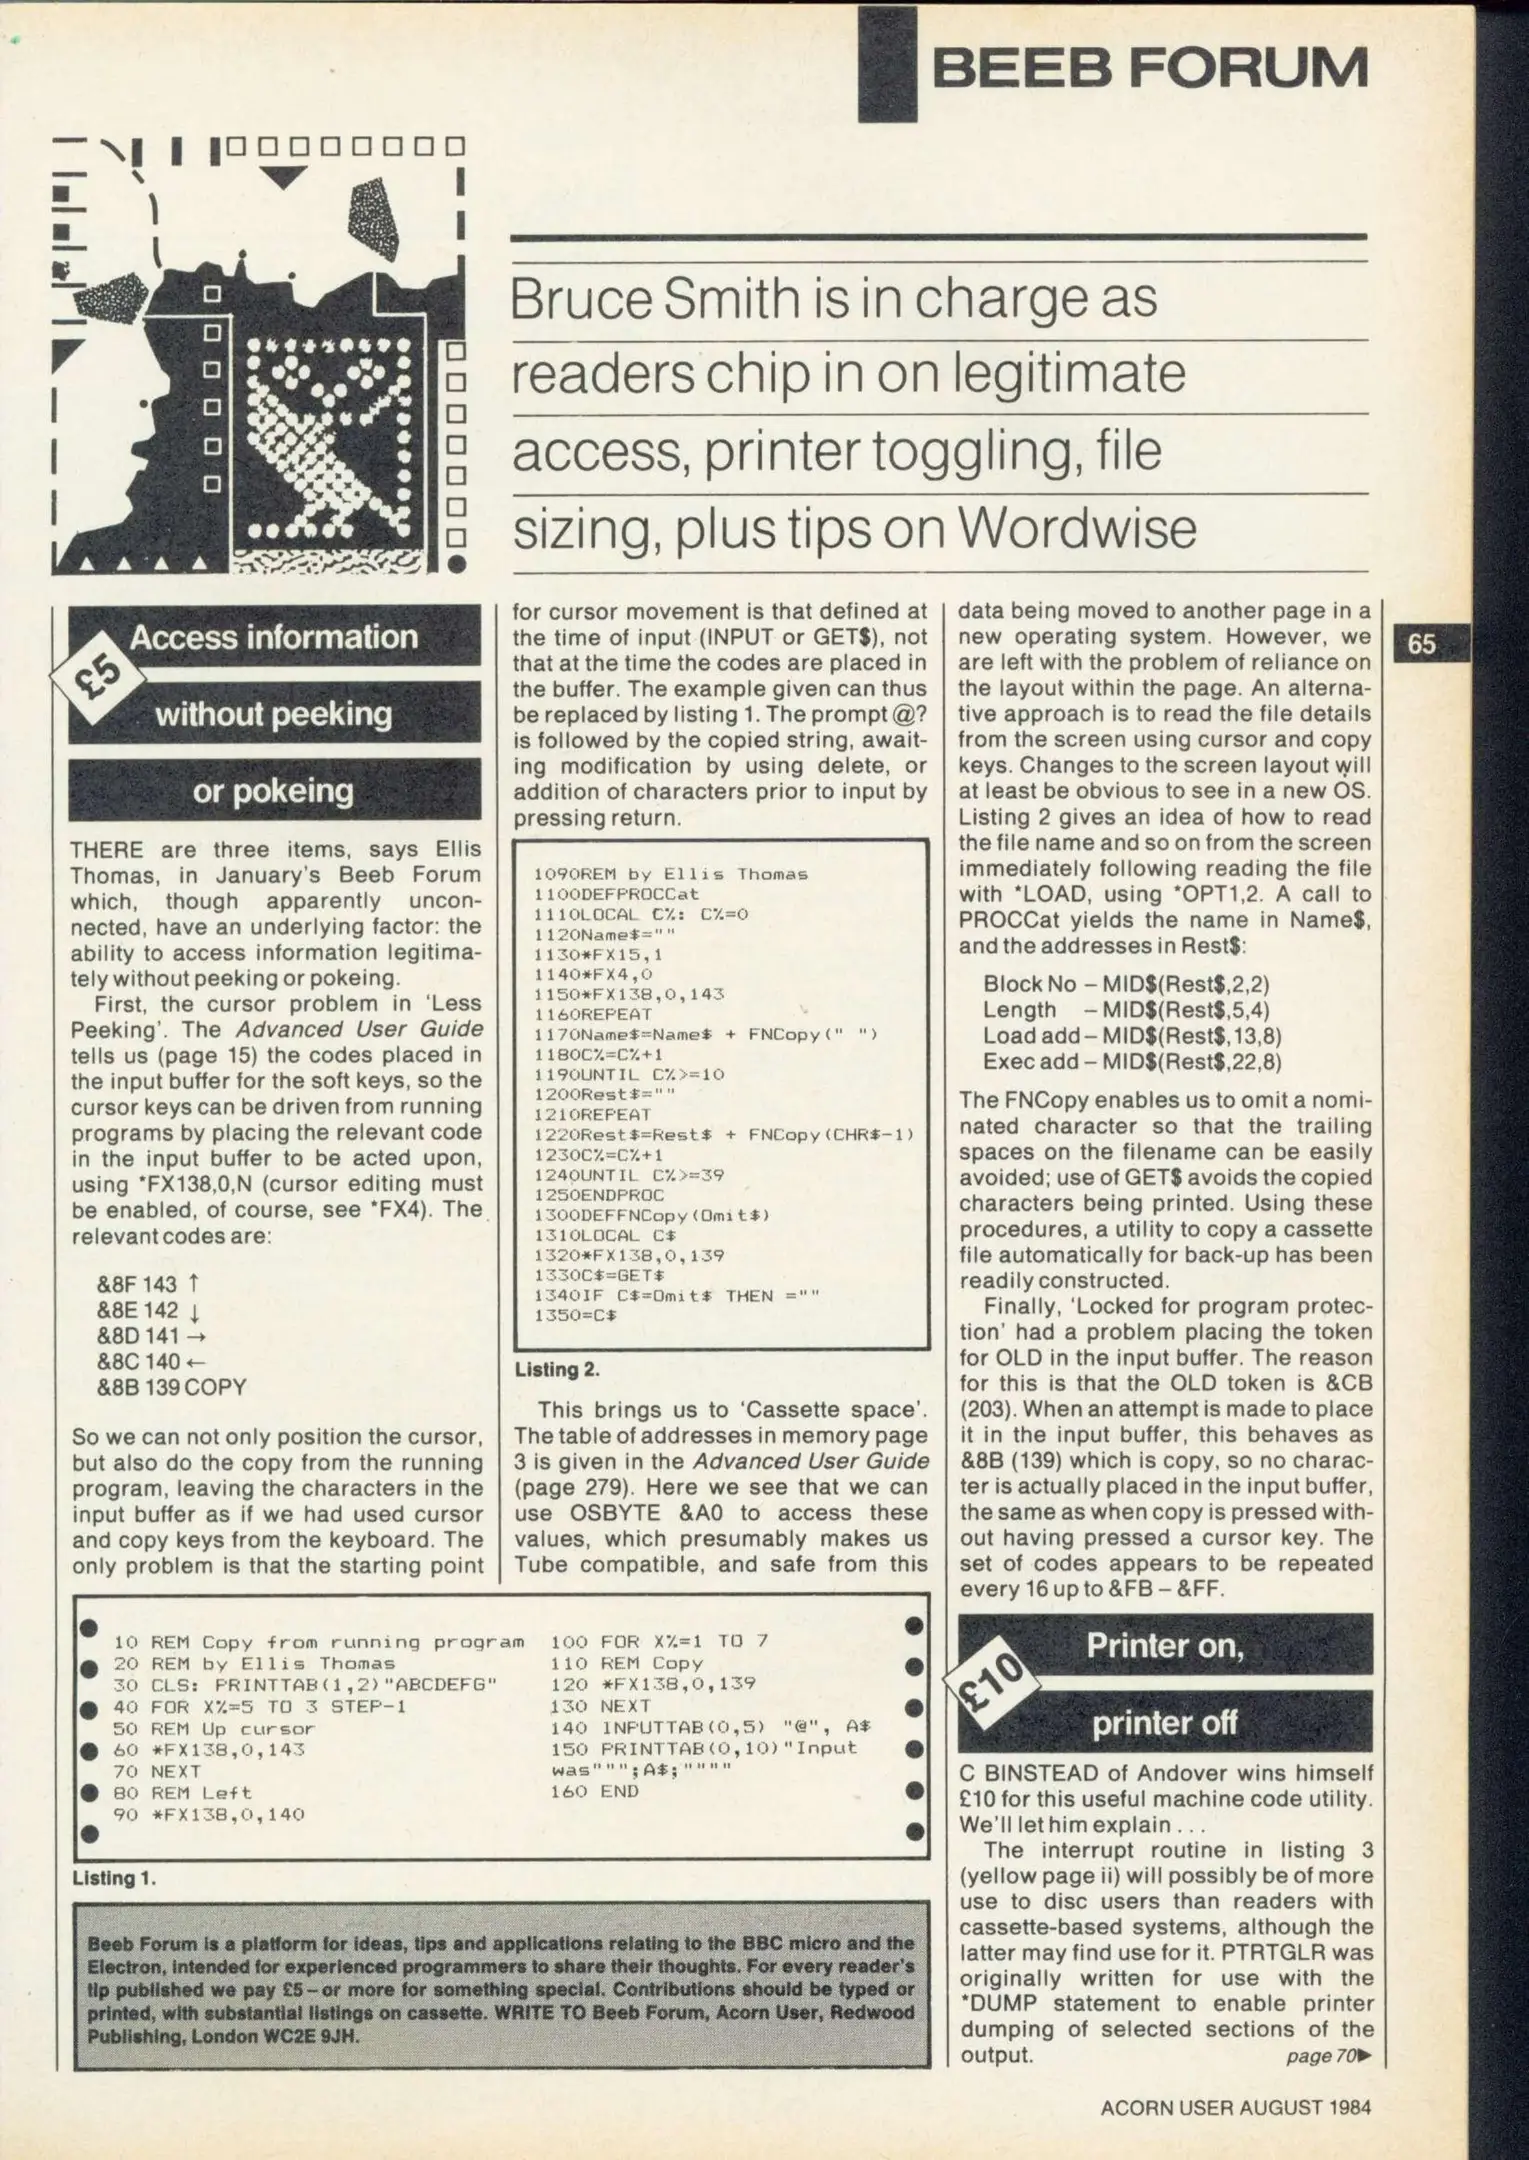 BEEB FORUM
Bruce Smith is in charge as
readers chip in on legitimate
access, printer toggling, file
sizing, plus tips on Wordwise
£5
Access information
without peeking
or pokeing
THERE are three items, says Ellis
Thomas, in January's Beeb Forum
which, though apparently uncon-
nected, have an underlying factor: the
ability to access information legitima-
tely without peeking or pokeing.
First, the cursor problem in 'Less
Peeking'. The Advanced User Guide
tells us (page 15) the codes placed in
the input buffer for the soft keys, so the
cursor keys can be driven from running
programs by placing the relevant code
in the input buffer to be acted upon,
using *FX138,0,N (cursor editing must
be enabled, of course, see *FX4). The
relevant codes are:
&8F 143 ↑
&8E 142 ↓
&8D 141 →
&8C 140 ←
&8B 139 COPY
So we can not only position the cursor,
but also do the copy from the running
program, leaving the characters in the
input buffer as if we had used cursor
and copy keys from the keyboard. The
only problem is that the starting point
for cursor movement is that defined at
the time of input (INPUT or GET$), not
that at the time the codes are placed in
the buffer. The example given can thus
be replaced by listing 1. The prompt @?
is followed by the copied string, await-
ing modification by using delete, or
addition of characters prior to input by
pressing return.
1090REM by Ellis Thomas
1100DEFPROCCat
1110LOCAL C%: C%=0
1120Name$=""
1130*FX15,1
1140*FX4,0
1150*FX138,0,143
1160REPEAT
1170Name$=Name$ + FNCopy(" ")
1180C%=C%+1
1190UNTIL C%>=10
1200Rest$=""
1210REPEAT
1220Rest$=Rest$ + FNCopy(CHR$-1)
1230C%=C%+1
1240UNTIL C%>=39
1250ENDPROC
1300DEFFNCopy(Omit$)
1310LOCAL C$
1320*FX138,0,139
1330C$=GET$
1340IF C$=Omit$ THEN =""
1350=C$
Listing 2.
This brings us to 'Cassette space'.
The table of addresses in memory page
3 is given in the Advanced User Guide
(page 279). Here we see that we can
use OSBYTE &A0 to access these
values, which presumably makes us
Tube compatible, and safe from this
data being moved to another page in a
new operating system. However, we
are left with the problem of reliance on
the layout within the page. An alterna-
tive approach is to read the file details
from the screen using cursor and copy
keys. Changes to the screen layout will
at least be obvious to see in a new OS.
Listing 2 gives an idea of how to read
the file name and so on from the screen
immediately following reading the file
with *LOAD, using *OPT1,2. A call to
PROCCat yields the name in Name$,
and the addresses in Rest$:
Block No – MID$(Rest$,2,2)
Length – MID$(Rest$,5,4)
Load add – MID$(Rest$,13,8)
Exec add – MID$(Rest$,22,8)
The FNCopy enables us to omit a nomi-
nated character so that the trailing
spaces on the filename can be easily
avoided; use of GET$ avoids the copied
characters being printed. Using these
procedures, a utility to copy a cassette
file automatically for back-up has been
readily constructed.
Finally, 'Locked for program protec-
tion' had a problem placing the token
for OLD in the input buffer. The reason
for this is that the OLD token is &CB
(203). When an attempt is made to place
it in the input buffer, this behaves as
&8B (139) which is copy, so no charac-
ter is actually placed in the input buffer,
the same as when copy is pressed with-
out having pressed a cursor key. The
set of codes appears to be repeated
every 16 up to &FB – &FF.
65
10 REM Copy from running program
20 REM by Ellis Thomas
30 CLS: PRINTTAB(1,2)"ABCDEFG"
40 FOR X%=5 TO 3 STEP-1
50 REM Up cursor
60 *FX138,0,143
70 NEXT
80 REM Left
90 *FX138,0,140
100 FOR X%=1 TO 7
110 REM Copy
120 *FX138,0,139
130 NEXT
140 INPUTTAB(0,5) "@", A$
150 PRINTTAB(0,10)"Input
was""";A$;""""
160 END
Listing 1.
Beeb Forum is a platform for ideas, tips and applications relating to the BBC micro and the
Electron, intended for experienced programmers to share their thoughts. For every reader's
tip published we pay £5 – or more for something special. Contributions should be typed or
printed, with substantial listings on cassette. WRITE TO Beeb Forum, Acorn User, Redwood
Publishing, London WC2E 9JH.
£10
Printer on,
printer off
C BINSTEAD of Andover wins himself
£10 for this useful machine code utility.
We'll let him explain . . .
The interrupt routine in listing 3
(yellow page ii) will possibly be of more
use to disc users than readers with
cassette-based systems, although the
latter may find use for it. PTRTGLR was
originally written for use with the
*DUMP statement to enable printer
dumping of selected sections of the
output.
page 70▶
ACORN USER AUGUST 1984